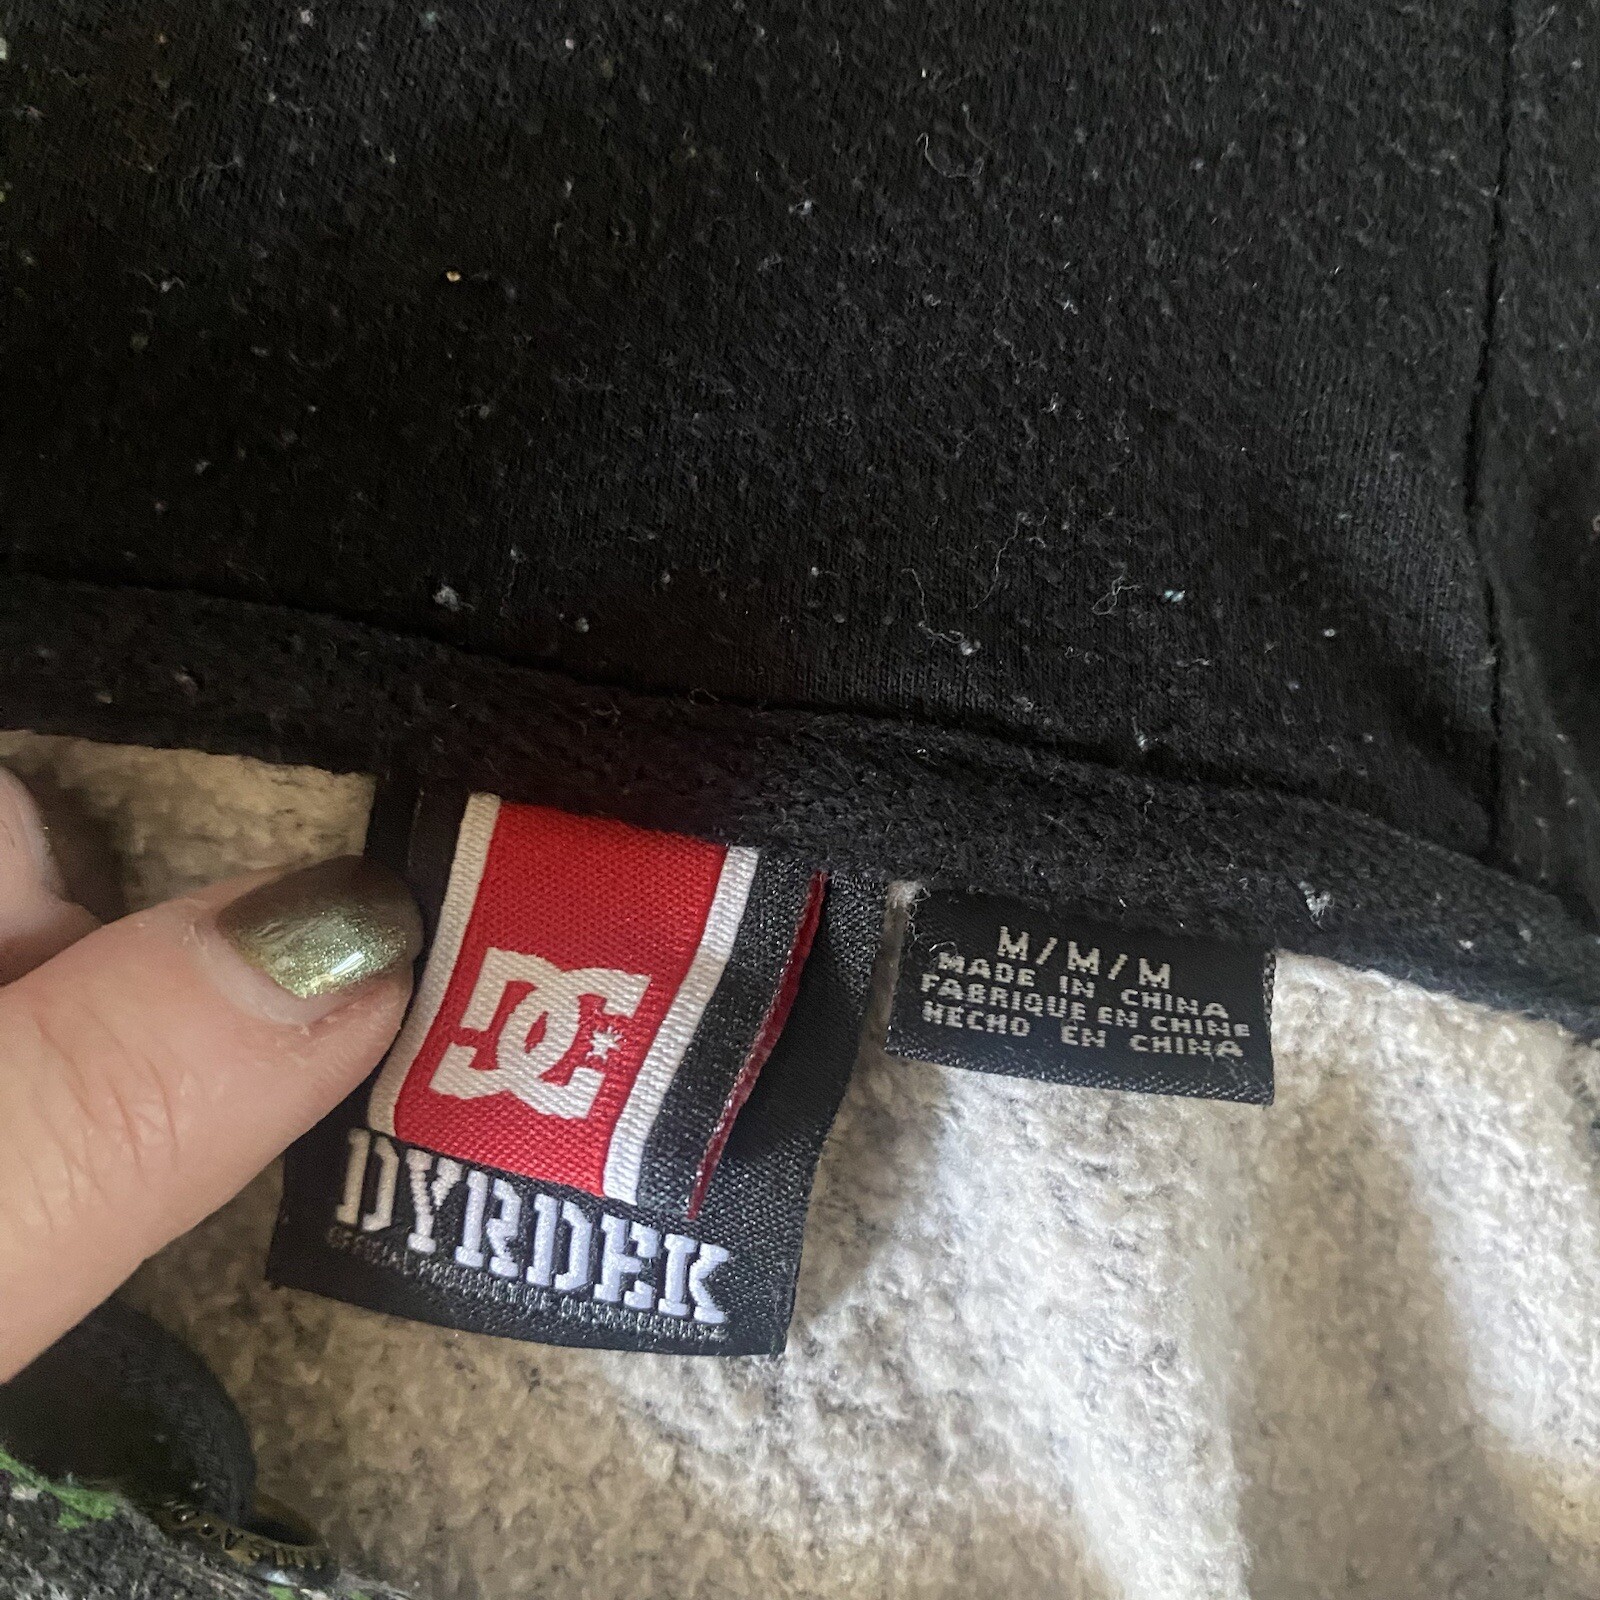 DC
DYRDEK
M/M/M
MADE IN CHINA
FABRIQUE EN CHINE
HECHO EN CHINA